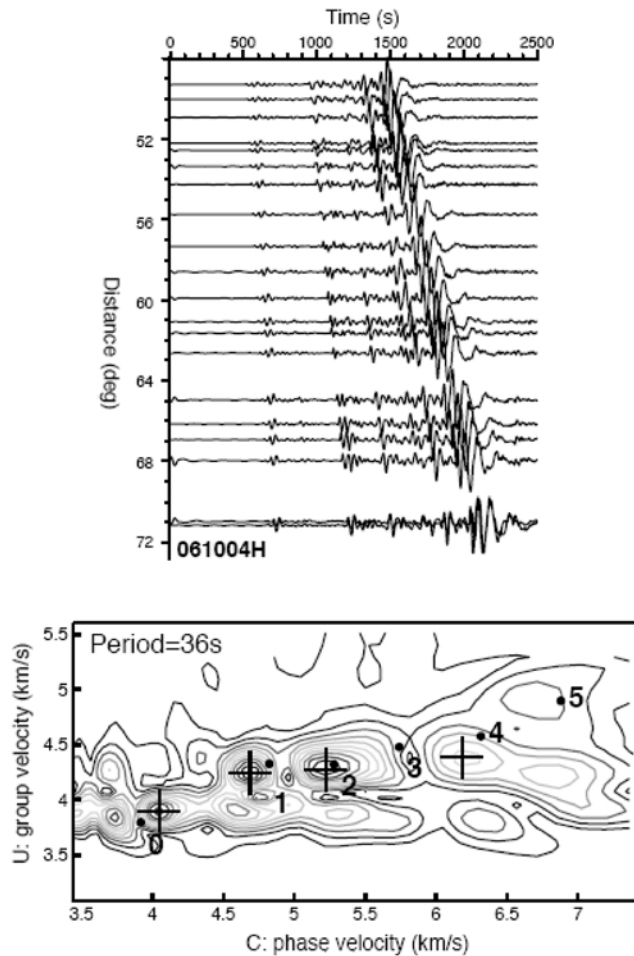 Time (s)
0 500 1000 1500 2000 2500
52
56
60
64
68
72
Distance (deg)
061004H
Period=36s
5.5
5
4.5
4
3.5
U: group velocity (km/s)
5
4
3
2
1
0
3.5 4 4.5 5 5.5 6 6.5 7
C: phase velocity (km/s)